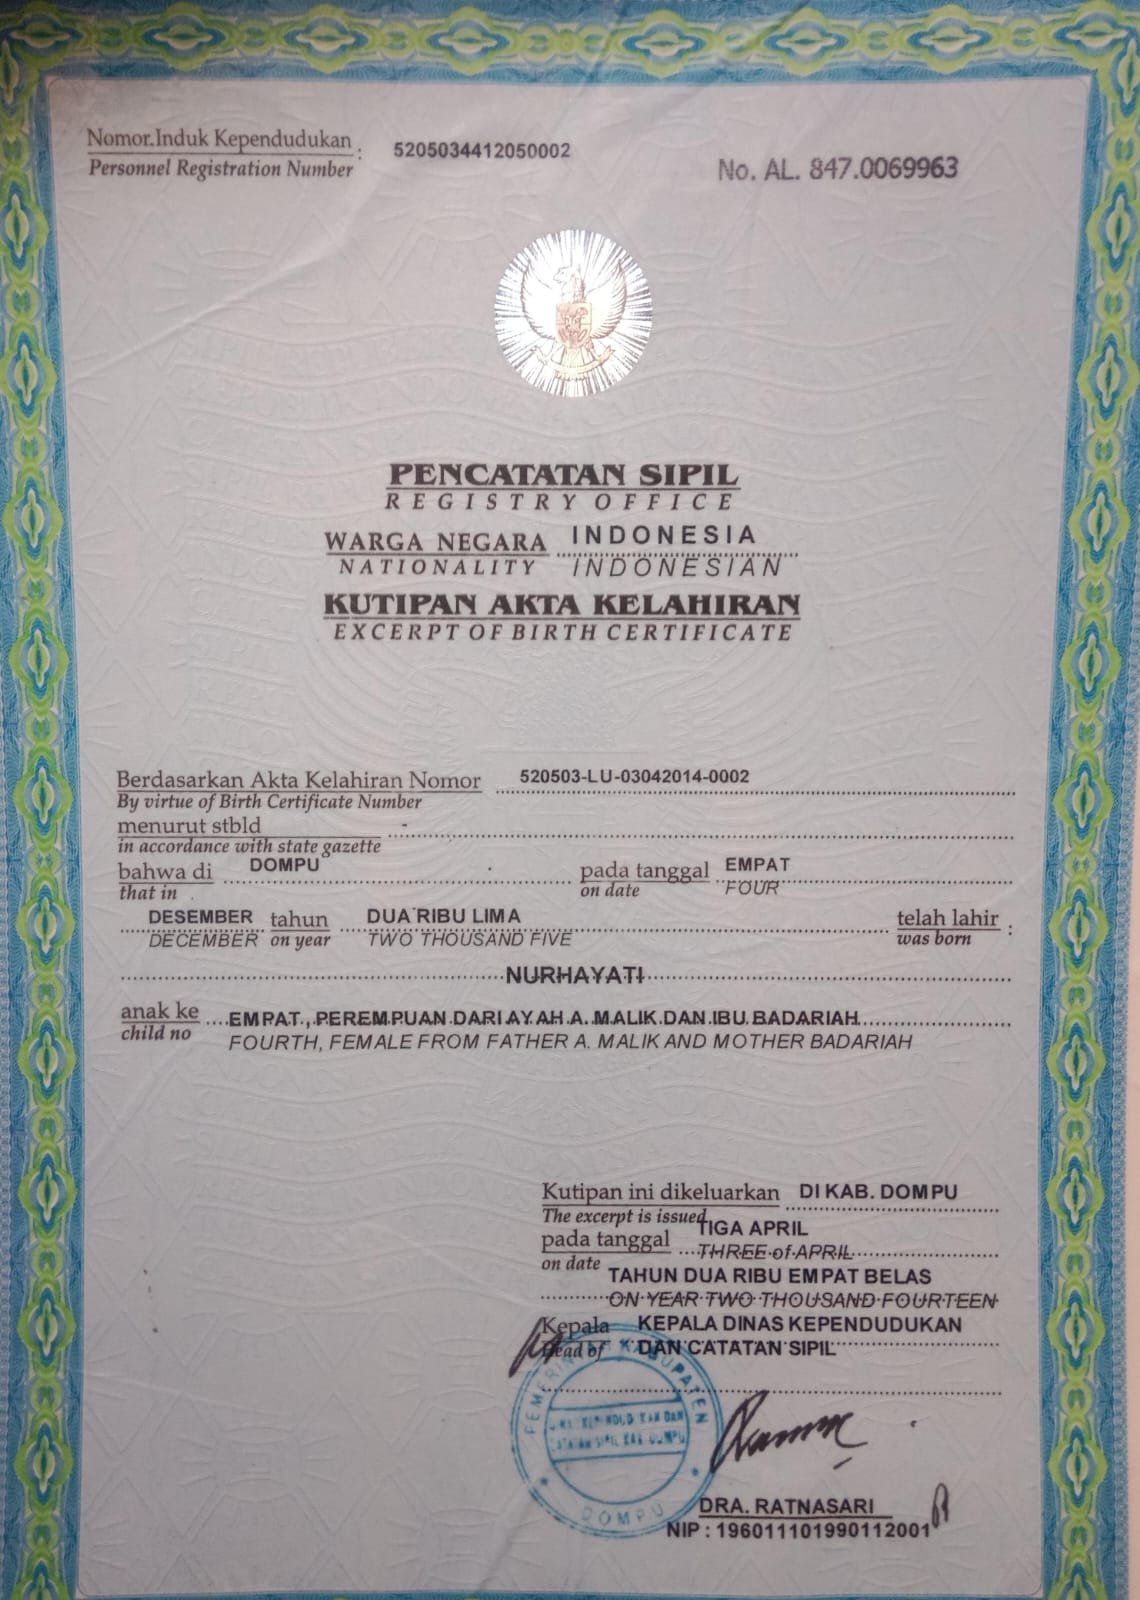 Nomor Induk Kependudukan : 5205034412050002
Personnel Registration Number
No. AL. 847.0069963
PENCATATAN SIPIL
REGISTRY OFFICE
WARGA NEGARA INDONESIA
NATIONALITY INDONESIAN
KUTIPAN AKTA KELAHIRAN
EXCERPT OF BIRTH CERTIFICATE
Berdasarkan Akta Kelahiran Nomor 520503-LU-03042014-0002
By virtue of Birth Certificate Number
menurut stbld -
in accordance with state gazette
bahwa di DOMPU pada tanggal EMPAT
that in on date FOUR
DESEMBER tahun DUA RIBU LIMA telah lahir :
DECEMBER on year TWO THOUSAND FIVE was born
NURHAYATI
anak ke EMPAT, PEREMPUAN DARI AYAH A. MALIK DAN IBU BADARIAH
child no FOURTH, FEMALE FROM FATHER A. MALIK AND MOTHER BADARIAH
Kutipan ini dikeluarkan DI KAB. DOMPU
The excerpt is issued
TIGA APRIL
pada tanggal THREE of APRIL
on date
TAHUN DUA RIBU EMPAT BELAS
ON YEAR TWO THOUSAND FOURTEEN
Kepala KEPALA DINAS KEPENDUDUKAN
Head of DAN CATATAN SIPIL
PEMERINTAH KABUPATEN
CATATAN SIPIL KAB DOMPU
DOMPU
DRA. RATNASARI
NIP : 196011101990112001